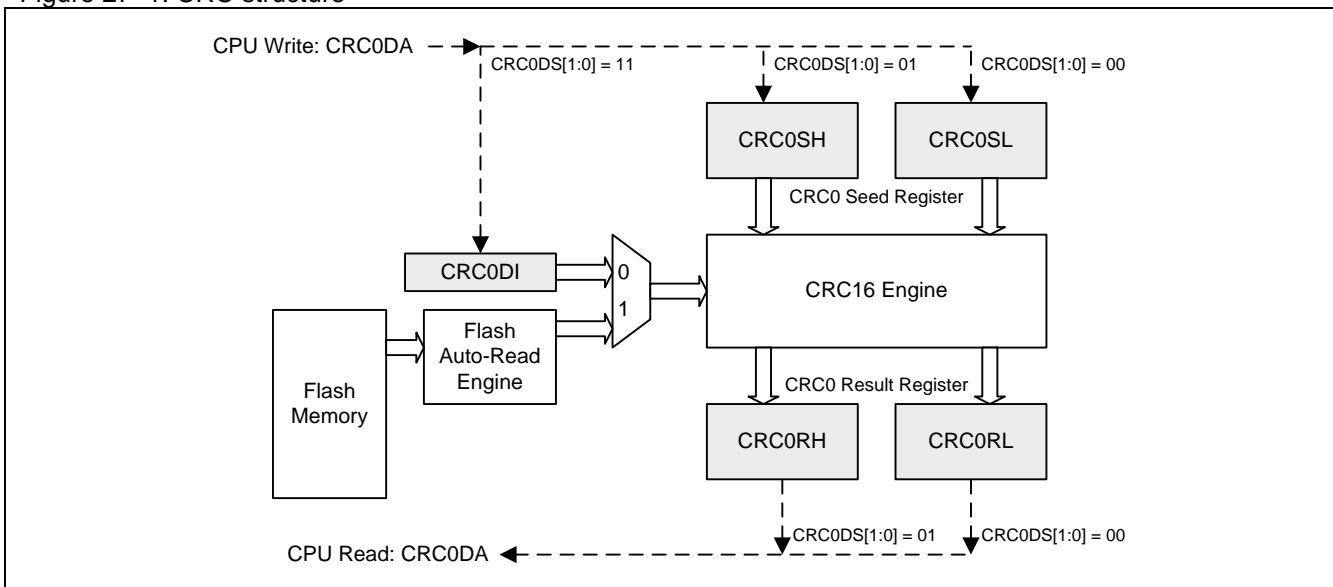 CPU Write: CRC0DA
CRC0DS[1:0] = 11
CRC0DS[1:0] = 01
CRC0DS[1:0] = 00
CRC0SH
CRC0SL
CRC0 Seed Register
CRC0DI
0
1
CRC16 Engine
Flash
Auto-Read
Engine
Flash
Memory
CRC0 Result Register
CRC0RH
CRC0RL
CRC0DS[1:0] = 01
CRC0DS[1:0] = 00
CPU Read: CRC0DA